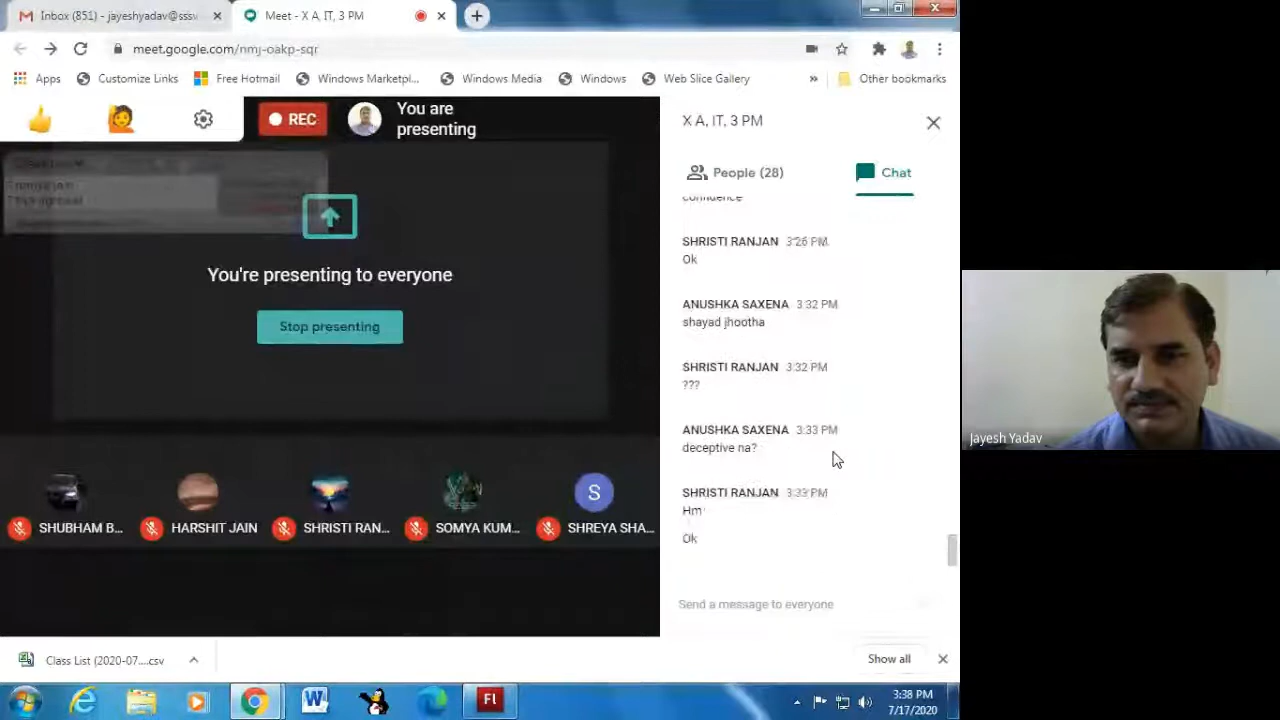 Inbox (851) - jayeshyadav@sssv
Meet - X A, IT, 3 PM
meet.google.com/nmj-oakp-sqr
Apps
Customize Links
Free Hotmail
Windows Marketpl...
Windows Media
Windows
Web Slice Gallery
»
Other bookmarks
REC
You are
presenting
X A, IT, 3 PM
People (28)
Chat
confidence
SHRISTI RANJAN 3:26 PM
Ok
ANUSHKA SAXENA 3:32 PM
shayad jhootha
SHRISTI RANJAN 3:32 PM
???
ANUSHKA SAXENA 3:33 PM
deceptive na?
SHRISTI RANJAN 3:33 PM
Hm
Ok
Send a message to everyone
You're presenting to everyone
Stop presenting
SHUBHAM B...
HARSHIT JAIN
SHRISTI RAN...
SOMYA KUM...
S
SHREYA SHA...
Jayesh Yadav
Class List (2020-07....csv
Show all
W
Fl
3:38 PM
7/17/2020